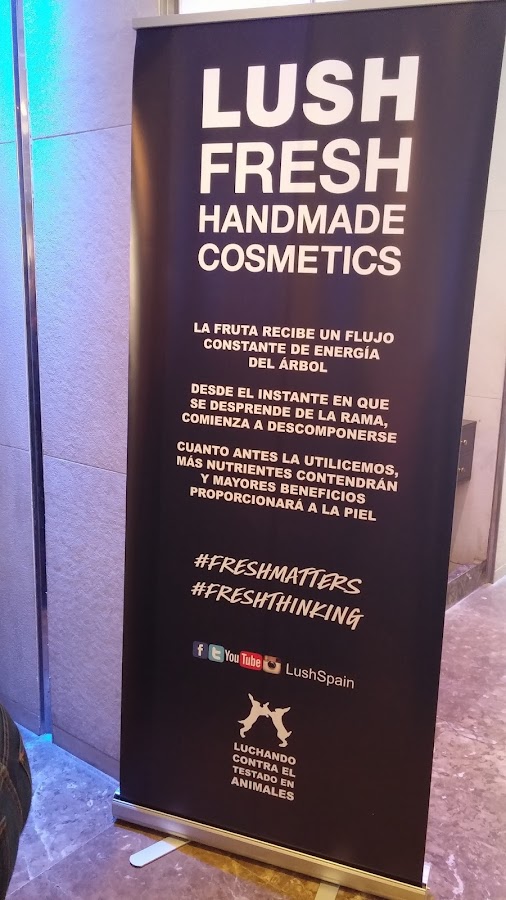 LUSH
FRESH
HANDMADE
COSMETICS
LA FRUTA RECIBE UN FLUJO
CONSTANTE DE ENERGÍA
DEL ÁRBOL
DESDE EL INSTANTE EN QUE
SE DESPRENDE DE LA RAMA,
COMIENZA A DESCOMPONERSE
CUANTO ANTES LA UTILICEMOS,
MÁS NUTRIENTES CONTENDRÁN
Y MAYORES BENEFICIOS
PROPORCIONARÁ A LA PIEL
#FRESHMATTERS
#FRESHTHINKING
f t You Tube LushSpain
LUCHANDO
CONTRA EL
TESTADO EN
ANIMALES